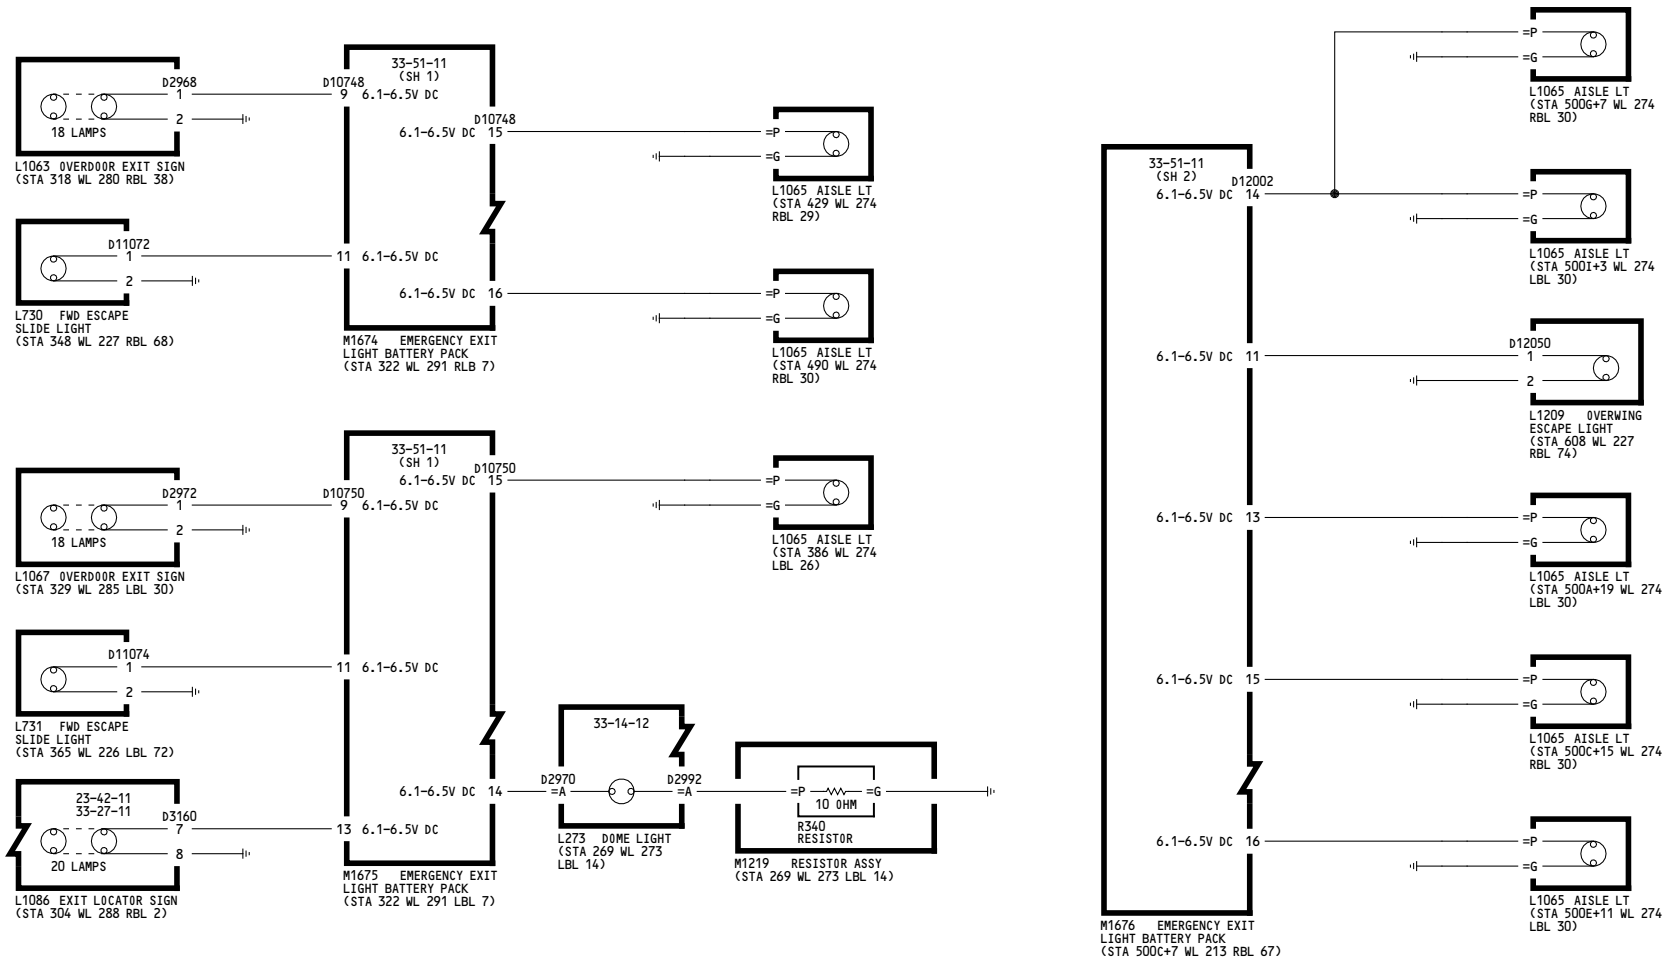 D2968
1
2
18 LAMPS
L1063 OVERDOOR EXIT SIGN
(STA 318 WL 280 RBL 38)
D11072
1
2
L730 FWD ESCAPE
SLIDE LIGHT
(STA 348 WL 227 RBL 68)
33-51-11
(SH 1)
D10748
9 6.1-6.5V DC
D10748
6.1-6.5V DC 15
11 6.1-6.5V DC
6.1-6.5V DC 16
M1674 EMERGENCY EXIT
LIGHT BATTERY PACK
(STA 322 WL 291 RLB 7)
=P
=G
L1065 AISLE LT
(STA 429 WL 274
RBL 29)
=P
=G
L1065 AISLE LT
(STA 490 WL 274
RBL 30)
D2972
1
2
18 LAMPS
L1067 OVERDOOR EXIT SIGN
(STA 329 WL 285 LBL 30)
D11074
1
2
L731 FWD ESCAPE
SLIDE LIGHT
(STA 365 WL 226 LBL 72)
23-42-11
33-27-11
D3160
7
8
20 LAMPS
L1086 EXIT LOCATOR SIGN
(STA 304 WL 288 RBL 2)
33-51-11
(SH 1)
D10750
6.1-6.5V DC 15
D10750
9 6.1-6.5V DC
11 6.1-6.5V DC
6.1-6.5V DC 14
13 6.1-6.5V DC
M1675 EMERGENCY EXIT
LIGHT BATTERY PACK
(STA 322 WL 291 LBL 7)
=P
=G
L1065 AISLE LT
(STA 386 WL 274
LBL 26)
33-14-12
D2970
=A
D2992
=A
L273 DOME LIGHT
(STA 269 WL 273
LBL 14)
=P =G
10 OHM
R340
RESISTOR
M1219 RESISTOR ASSY
(STA 269 WL 273 LBL 14)
33-51-11
(SH 2)
D12002
6.1-6.5V DC 14
6.1-6.5V DC 11
6.1-6.5V DC 13
6.1-6.5V DC 15
6.1-6.5V DC 16
M1676 EMERGENCY EXIT
LIGHT BATTERY PACK
(STA 500C+7 WL 213 RBL 67)
=P
=G
L1065 AISLE LT
(STA 500G+7 WL 274
RBL 30)
=P
=G
L1065 AISLE LT
(STA 500I+3 WL 274
LBL 30)
D12050
1
2
L1209 OVERWING
ESCAPE LIGHT
(STA 608 WL 227
RBL 74)
=P
=G
L1065 AISLE LT
(STA 500A+19 WL 274
LBL 30)
=P
=G
L1065 AISLE LT
(STA 500C+15 WL 274
RBL 30)
=P
=G
L1065 AISLE LT
(STA 500E+11 WL 274
LBL 30)